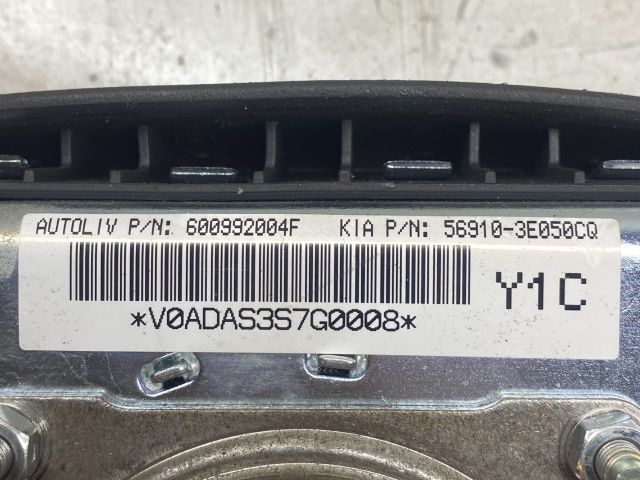 AUTOLIV P/N: 600992004F KIA P/N: 56910-3E050CQ
Y1C
*V0ADAS3S7G0008*